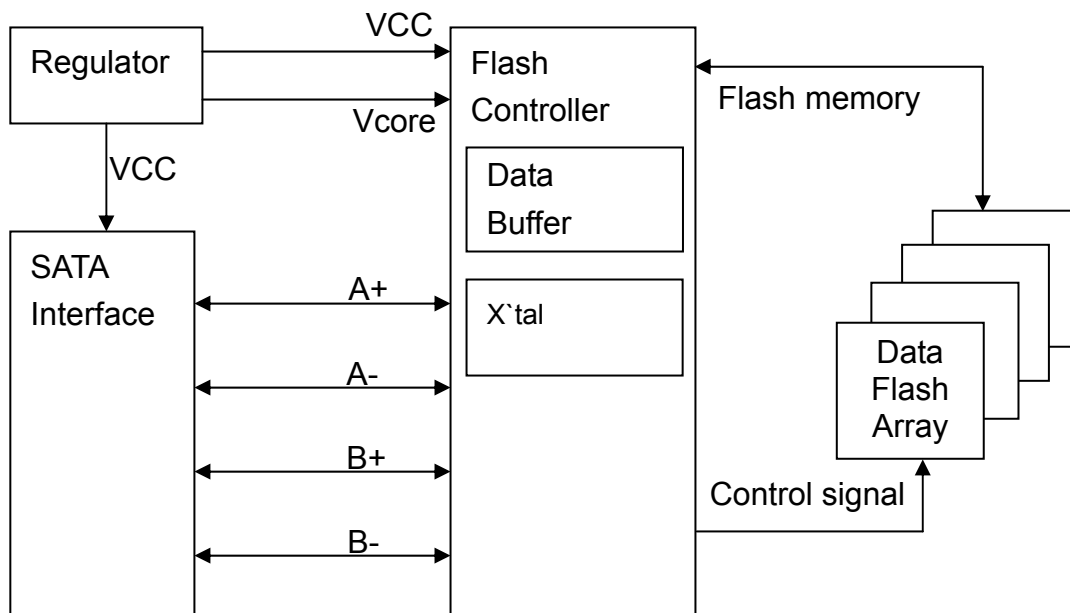 Regulator
VCC
Vcore
VCC
Flash
Controller
Data
Buffer
X`tal
Flash memory
SATA
Interface
A+
A-
B+
B-
Data
Flash
Array
Control signal